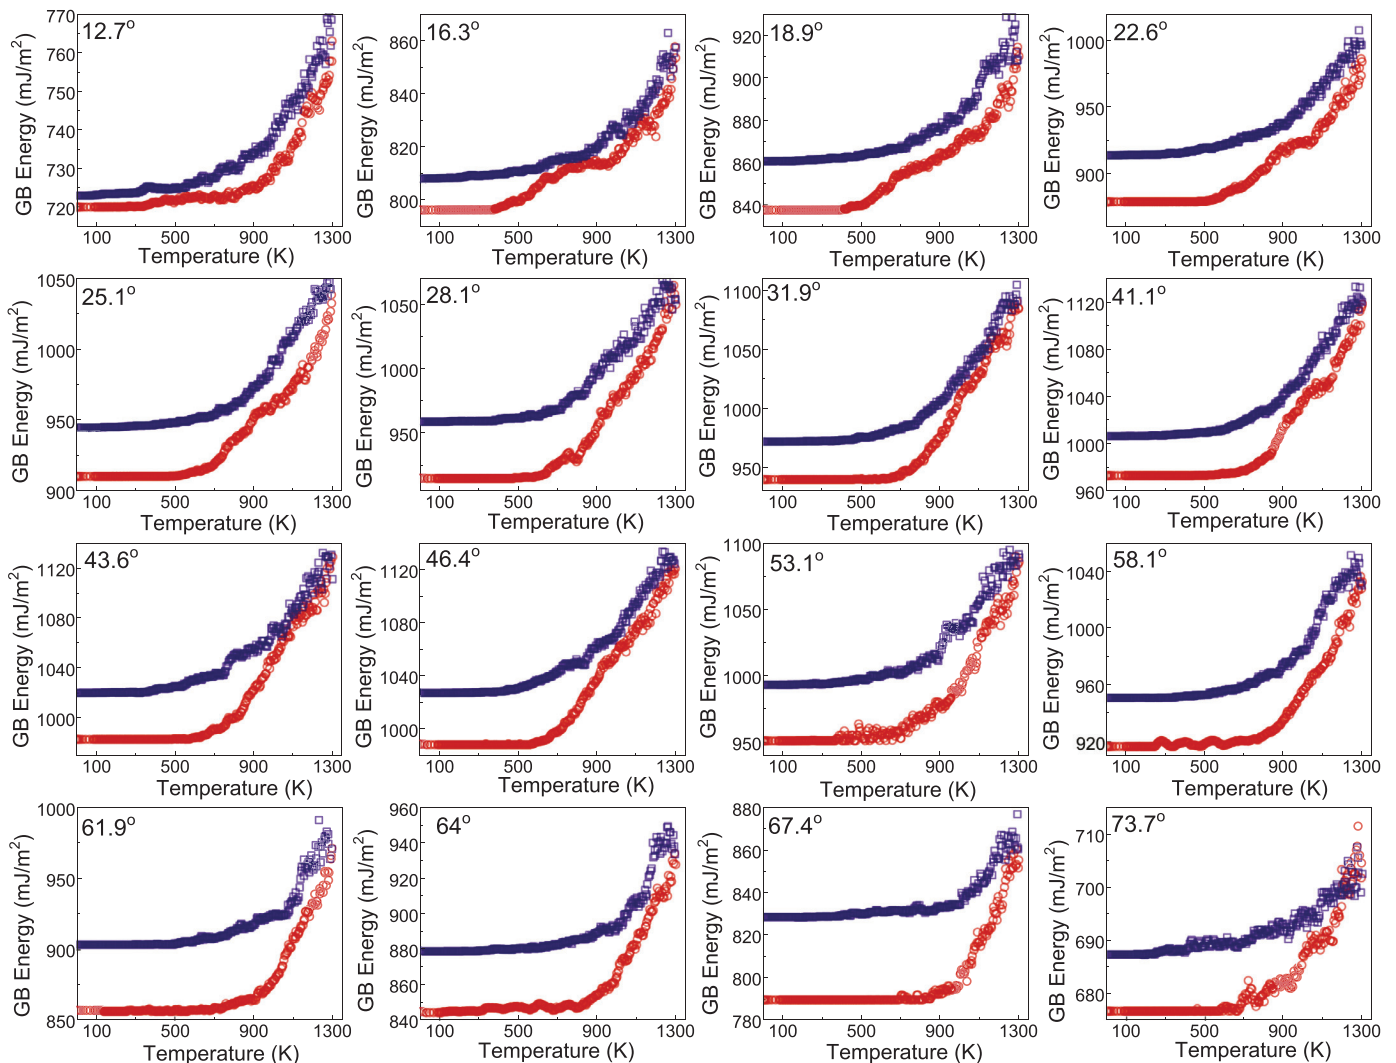 12.7°
GB Energy (mJ/m²)
770
760
750
740
730
720
100 500 900 1300
Temperature (K)
16.3°
GB Energy (mJ/m²)
860
840
820
800
100 500 900 1300
Temperature (K)
18.9°
GB Energy (mJ/m²)
920
900
880
860
840
100 500 900 1300
Temperature (K)
22.6°
GB Energy (mJ/m²)
1000
950
900
100 500 900 1300
Temperature (K)
25.1°
GB Energy (mJ/m²)
1050
1000
950
900
100 500 900 1300
Temperature (K)
28.1°
GB Energy (mJ/m²)
1050
1000
950
100 500 900 1300
Temperature (K)
31.9°
GB Energy (mJ/m²)
1100
1050
1000
950
100 500 900 1300
Temperature (K)
41.1°
GB Energy (mJ/m²)
1120
1080
1040
1000
960
100 500 900 1300
Temperature (K)
43.6°
GB Energy (mJ/m²)
1120
1080
1040
1000
100 500 900 1300
Temperature (K)
46.4°
GB Energy (mJ/m²)
1120
1080
1040
1000
100 500 900 1300
Temperature (K)
53.1°
GB Energy (mJ/m²)
1100
1050
1000
950
100 500 900 1300
Temperature (K)
58.1°
GB Energy (mJ/m²)
1040
1000
960
920
100 500 900 1300
Temperature (K)
61.9°
GB Energy (mJ/m²)
1000
950
900
850
100 500 900 1300
Temperature (K)
64°
GB Energy (mJ/m²)
960
940
920
900
880
860
840
100 500 900 1300
Temperature (K)
67.4°
GB Energy (mJ/m²)
880
860
840
820
800
780
100 500 900 1300
Temperature (K)
73.7°
GB Energy (mJ/m²)
710
700
690
680
100 500 900 1300
Temperature (K)